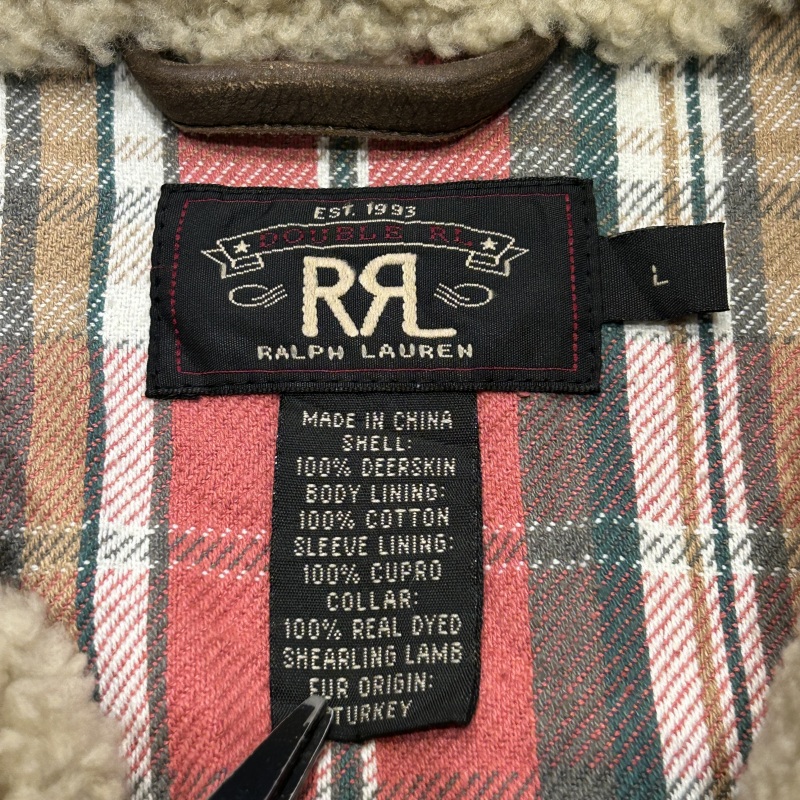 EST. 1993
DOUBLE RL
RRL
RALPH LAUREN
L
MADE IN CHINA
SHELL:
100% DEERSKIN
BODY LINING:
100% COTTON
SLEEVE LINING:
100% CUPRO
COLLAR:
100% REAL DYED
SHEARLING LAMB
FUR ORIGIN:
TURKEY